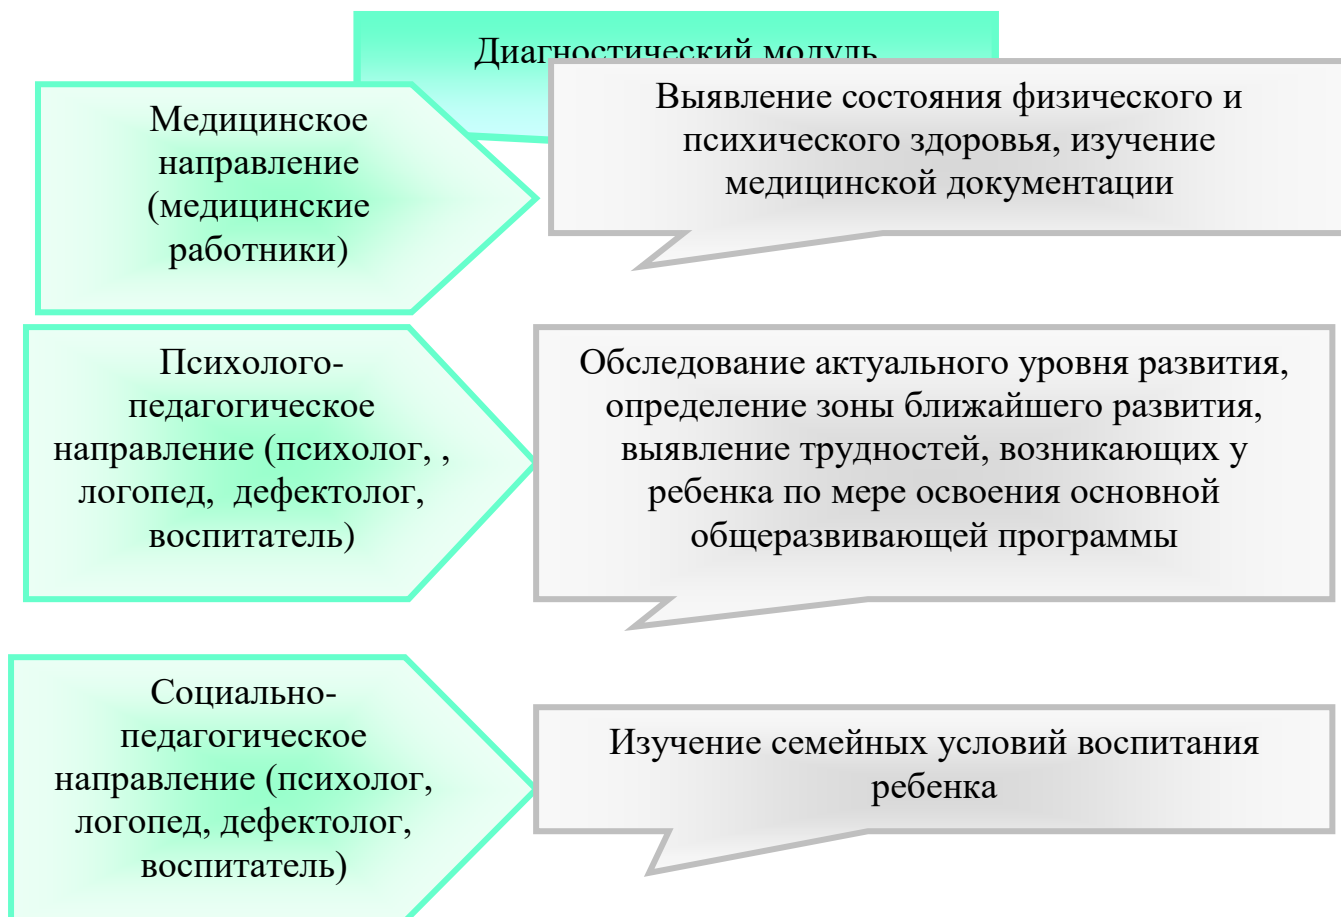 Диагностический модуль
Медицинское
направление
(медицинские
работники)
Выявление состояния физического и
психического здоровья, изучение
медицинской документации
Психолого-
педагогическое
направление (психолог, ,
логопед, дефектолог,
воспитатель)
Обследование актуального уровня развития,
определение зоны ближайшего развития,
выявление трудностей, возникающих у
ребенка по мере освоения основной
общеразвивающей программы
Социально-
педагогическое
направление (психолог,
логопед, дефектолог,
воспитатель)
Изучение семейных условий воспитания
ребенка